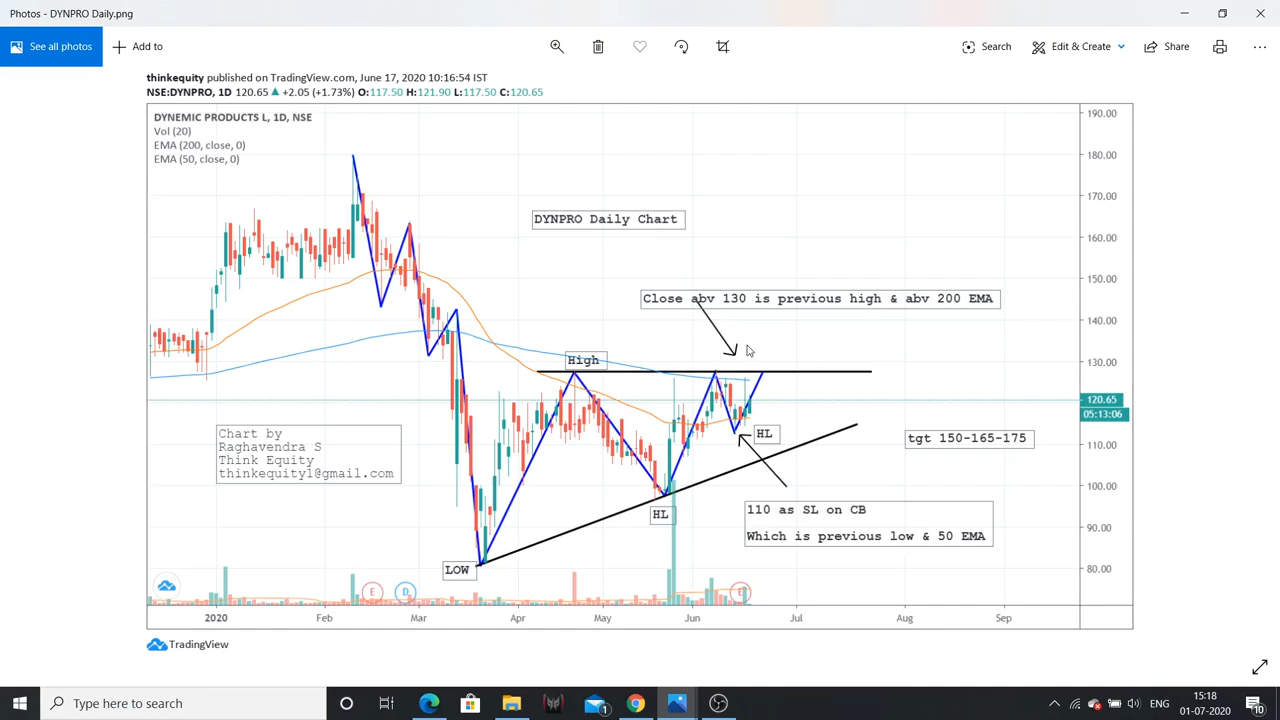 Photos - DYNPRO Daily.png
See all photos
Add to
Search
Edit & Create
Share
thinkequity published on TradingView.com, June 17, 2020 10:16:54 IST
NSE:DYNPRO, 1D 120.65 ▲ +2.05 (+1.73%) O:117.50 H:121.90 L:117.50 C:120.65
DYNEMIC PRODUCTS L, 1D, NSE
Vol (20)
EMA (200, close, 0)
EMA (50, close, 0)
190.00
180.00
170.00
160.00
150.00
140.00
130.00
120.65
05:13:06
110.00
100.00
90.00
80.00
DYNPRO Daily Chart
Close abv 130 is previous high & abv 200 EMA
High
HL
tgt 150-165-175
Chart by
Raghavendra S
Think Equity
thinkequity1@gmail.com
HL
110 as SL on CB
Which is previous low & 50 EMA
LOW
E
D
E
2020
Feb
Mar
Apr
May
Jun
Jul
Aug
Sep
TradingView
Type here to search
1
ENG
15:18
01-07-2020
10